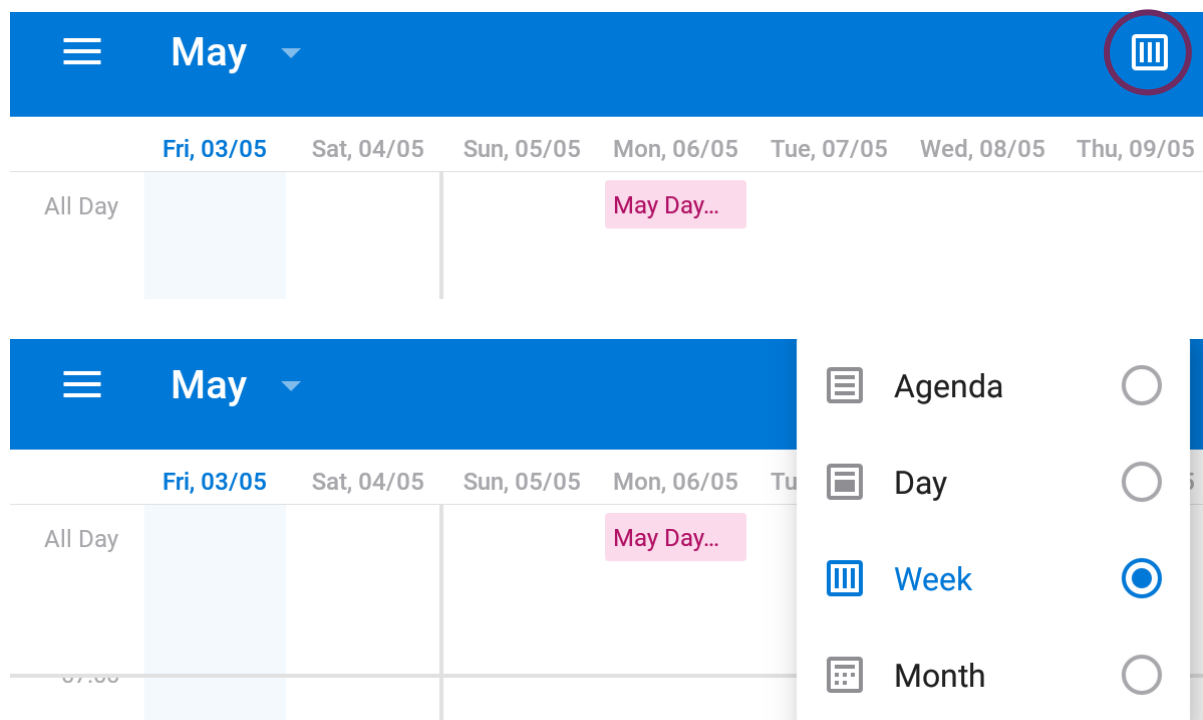 May
Fri, 03/05 Sat, 04/05 Sun, 05/05 Mon, 06/05 Tue, 07/05 Wed, 08/05 Thu, 09/05
All Day May Day...
May Agenda
Fri, 03/05 Sat, 04/05 Sun, 05/05 Mon, 06/05 Tu Day
All Day May Day...
Week
Month